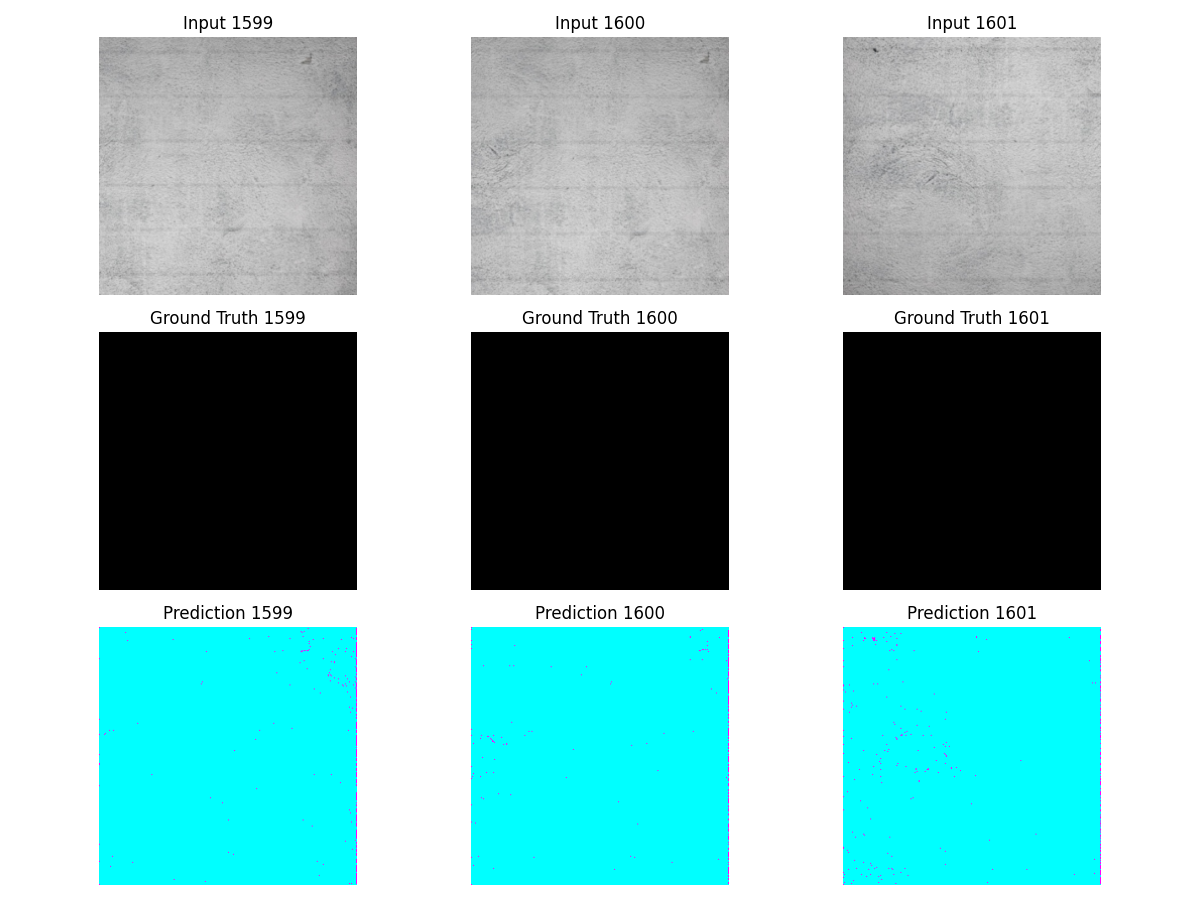 Input 1599
Input 1600
Input 1601
Ground Truth 1599
Ground Truth 1600
Ground Truth 1601
Prediction 1599
Prediction 1600
Prediction 1601